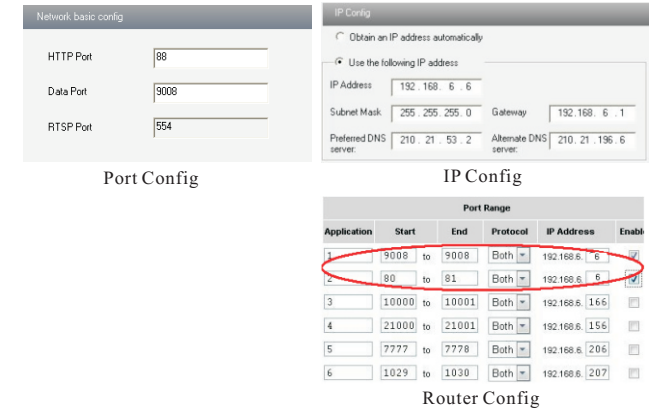 Network basic config
HTTP Port 88
Data Port 9008
RTSP Port 554
Port Config
IP Config
Obtain an IP address automatically
Use the following IP address
IP Address 192 . 168 . 6 . 6
Subnet Mask 255 . 255 . 255 . 0 Gateway 192 . 168 . 6 . 1
Preferred DNS server: 210 . 21 . 53 . 2 Alternate DNS server: 210 . 21 . 196 . 6
IP Config
Port Range
Application Start End Protocol IP Address Enabl
1 9008 to 9008 Both 192.168.6. 6
2 80 to 81 Both 192.168.6. 6
3 10000 to 10001 Both 192.168.6. 166
4 21000 to 21001 Both 192.168.6. 156
5 7777 to 7778 Both 192.168.6. 206
6 1029 to 1030 Both 192.168.6. 207
Router Config